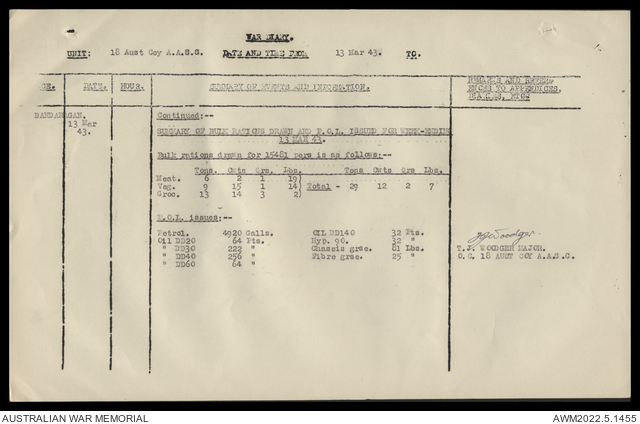 WAR DIARY.
UNIT: 18 Aust Coy A.A.S.C. DATE AND TIME FROM 13 Mar 43. TO.
DATE. HOUR. SUMMARY OF EVENTS AND INFORMATION. REMARKS AND REFER-
ENCES TO APPENDICES,
DANDARAGAN. Continued:--
13 Mar
43.
SUMMARY OF BULK RATIONS DRAWN AND P.O.L. ISSUED FOR WEEK-ENDING
13 MAR 43.
Bulk rations drawn for 15481 pers is as follows:--
Tons. Cwts Qrs. Lbs. Tons. Cwts Qrs Lbs.
Meat. 6 2 1 19)
Veg. 9 15 1 14) Total - 29 12 2 7
Groc. 13 14 3 2)
P.O.L. issues:--
Petrol. 4920 Galls. OIL DD140 32 Pts.
Oil DD20 64 Pts. Hyp. 90. 32 "
" DD30 222 " Chassis grse. 81 Lbs.
" DD40 256 " Fibre grse. 25 "
" DD60 64 "
TJWoodger.
T.J. WOODGER MAJOR.
O.C. 18 AUST COY A.A.S.C.
AUSTRALIAN WAR MEMORIAL AWM2022.5.1455